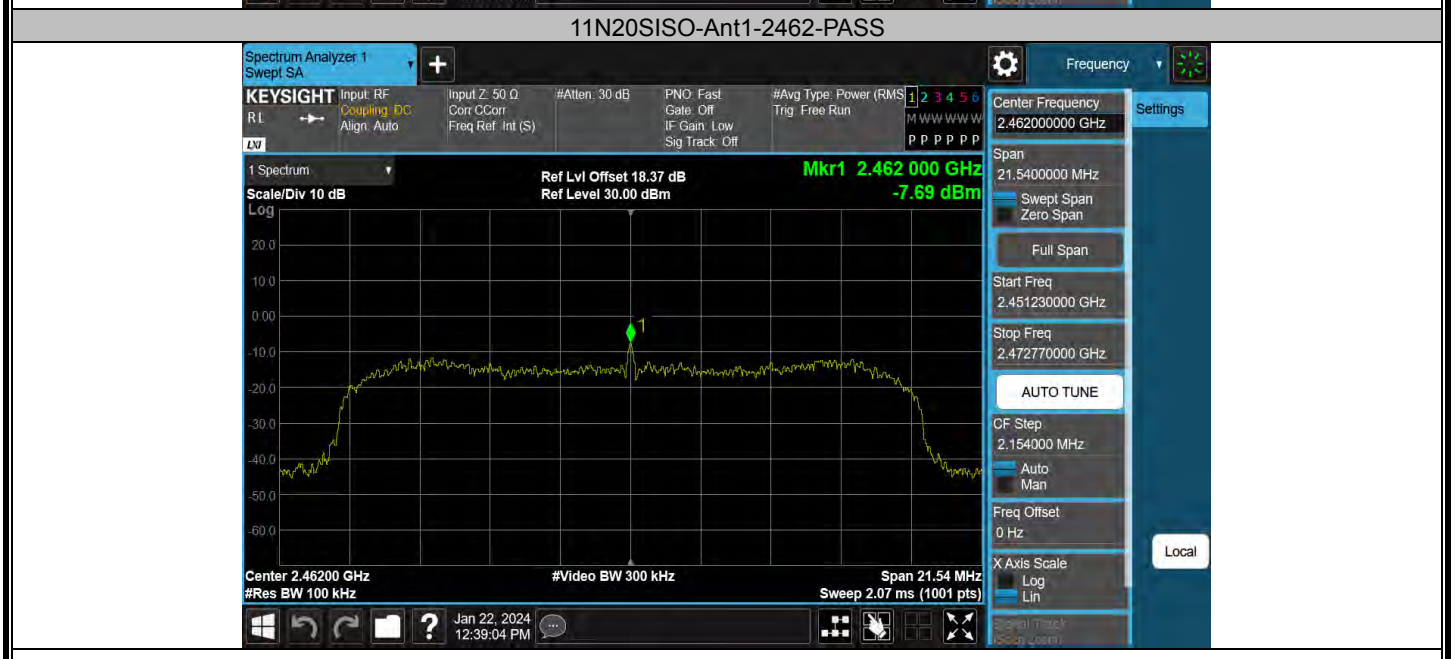 11N20SISO-Ant1-2462-PASS
Spectrum Analyzer 1
Swept SA
Frequency
KEYSIGHT
Input: RF
Coupling: DC
Align: Auto
Input Z: 50 Ω
Corr CCorr
Freq Ref: Int (S)
#Atten: 30 dB
PNO: Fast
Gate: Off
IF Gain: Low
Sig Track: Off
#Avg Type: Power (RMS
Trig: Free Run
1 2 3 4 5 6
M W W W W W
P P P P P P
R L
LXI
Center Frequency
2.462000000 GHz
Settings
1 Spectrum
Scale/Div 10 dB
Log
Ref Lvl Offset 18.37 dB
Ref Level 30.00 dBm
Mkr1 2.462 000 GHz
-7.69 dBm
Span
21.5400000 MHz
Swept Span
Zero Span
Full Span
Start Freq
2.451230000 GHz
Stop Freq
2.472770000 GHz
AUTO TUNE
CF Step
2.154000 MHz
Auto
Man
Freq Offset
0 Hz
X Axis Scale
Log
Lin
Local
20.0
10.0
0.00
-10.0
-20.0
-30.0
-40.0
-50.0
-60.0
1
Center 2.46200 GHz
#Video BW 300 kHz
Span 21.54 MHz
#Res BW 100 kHz
Sweep 2.07 ms (1001 pts)
?
Jan 22, 2024
12:39:04 PM